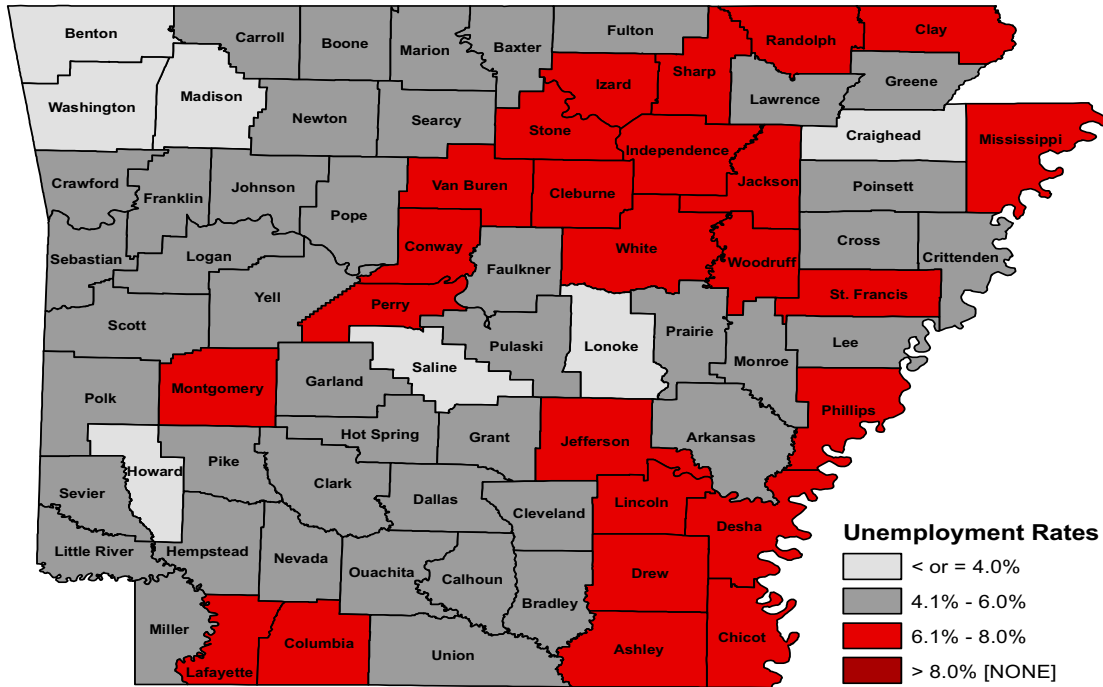 Benton
Carroll
Boone
Marion
Baxter
Fulton
Randolph
Clay
Sharp
Izard
Greene
Lawrence
Washington
Madison
Newton
Searcy
Stone
Craighead
Mississippi
Independence
Crawford
Franklin
Johnson
Van Buren
Cleburne
Jackson
Poinsett
Pope
Conway
White
Woodruff
Cross
Crittenden
Sebastian
Logan
Faulkner
Yell
Perry
St. Francis
Scott
Prairie
Pulaski
Lonoke
Lee
Saline
Monroe
Montgomery
Garland
Polk
Phillips
Hot Spring
Grant
Jefferson
Arkansas
Howard
Pike
Clark
Sevier
Dallas
Lincoln
Cleveland
Desha
Little River
Hempstead
Nevada
Ouachita
Calhoun
Drew
Bradley
Miller
Lafayette
Columbia
Union
Ashley
Chicot
Unemployment Rates
< or = 4.0%
4.1% - 6.0%
6.1% - 8.0%
> 8.0% [NONE]